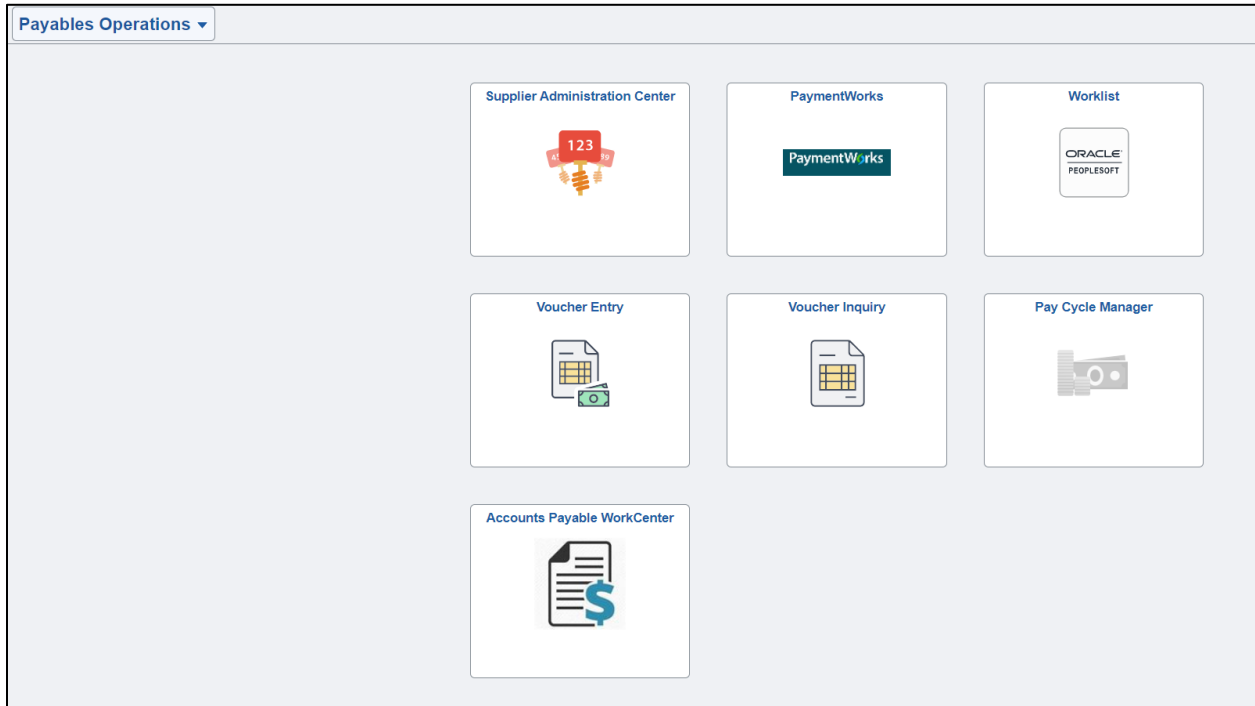 Payables Operations
Supplier Administration Center
PaymentWorks
Worklist
123
PaymentWorks
ORACLE
PEOPLESOFT
Voucher Entry
Voucher Inquiry
Pay Cycle Manager
Accounts Payable WorkCenter
$